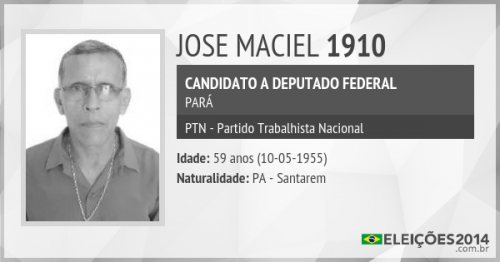 JOSE MACIEL 1910
CANDIDATO A DEPUTADO FEDERAL
PARÁ
PTN - Partido Trabalhista Nacional
Idade: 59 anos (10-05-1955)
Naturalidade: PA - Santarem
ELEIÇÕES2014
.com.br